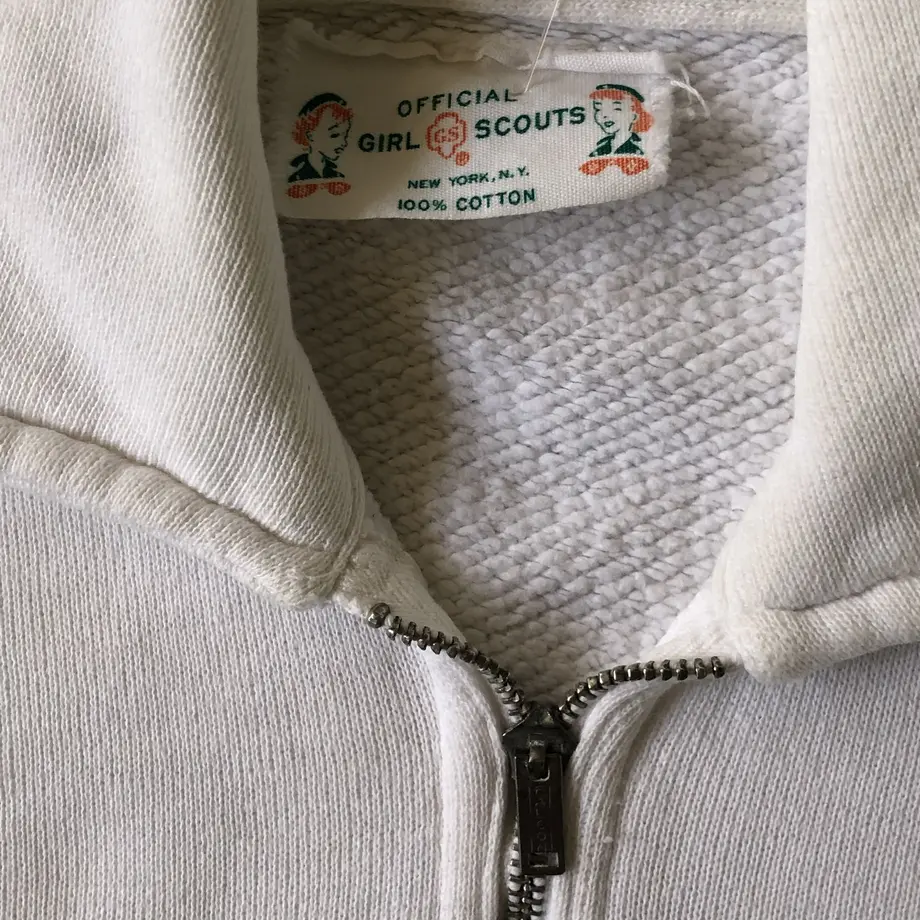 OFFICIAL
GIRL GS SCOUTS
NEW YORK, N.Y.
100% COTTON